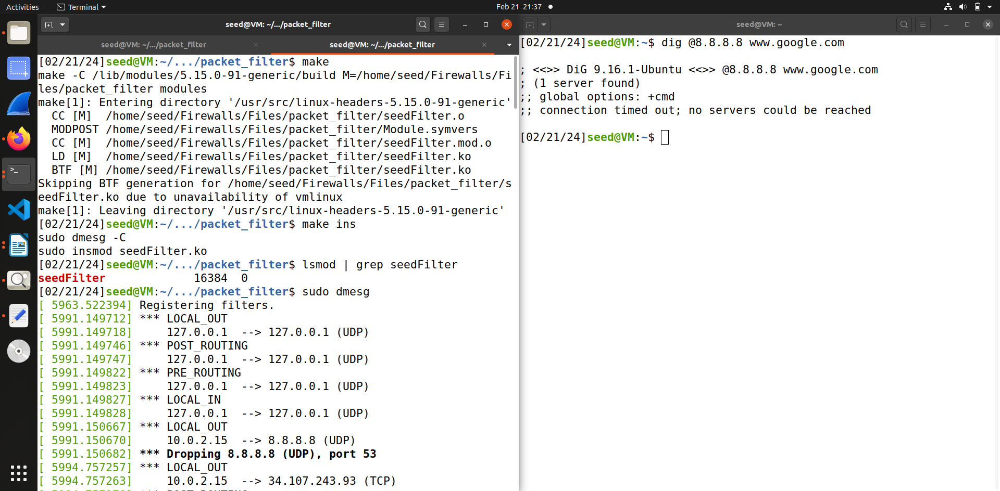 Activities
Terminal
Feb 21 21:37
seed@VM: ~/.../packet_filter
seed@VM: ~/.../packet_filter
seed@VM: ~/.../packet_filter
[02/21/24]seed@VM:~/.../packet_filter$ make
make -C /lib/modules/5.15.0-91-generic/build M=/home/seed/Firewalls/Fi
les/packet_filter modules
make[1]: Entering directory '/usr/src/linux-headers-5.15.0-91-generic'
  CC [M]  /home/seed/Firewalls/Files/packet_filter/seedFilter.o
  MODPOST /home/seed/Firewalls/Files/packet_filter/Module.symvers
  CC [M]  /home/seed/Firewalls/Files/packet_filter/seedFilter.mod.o
  LD [M]  /home/seed/Firewalls/Files/packet_filter/seedFilter.ko
  BTF [M] /home/seed/Firewalls/Files/packet_filter/seedFilter.ko
Skipping BTF generation for /home/seed/Firewalls/Files/packet_filter/s
eedFilter.ko due to unavailability of vmlinux
make[1]: Leaving directory '/usr/src/linux-headers-5.15.0-91-generic'
[02/21/24]seed@VM:~/.../packet_filter$ make ins
sudo dmesg -C
sudo insmod seedFilter.ko
[02/21/24]seed@VM:~/.../packet_filter$ lsmod | grep seedFilter
seedFilter             16384  0
[02/21/24]seed@VM:~/.../packet_filter$ sudo dmesg
[ 5963.522394] Registering filters.
[ 5991.149712] *** LOCAL_OUT
[ 5991.149718]     127.0.0.1  --> 127.0.0.1 (UDP)
[ 5991.149746] *** POST_ROUTING
[ 5991.149747]     127.0.0.1  --> 127.0.0.1 (UDP)
[ 5991.149822] *** PRE_ROUTING
[ 5991.149823]     127.0.0.1  --> 127.0.0.1 (UDP)
[ 5991.149827] *** LOCAL_IN
[ 5991.149828]     127.0.0.1  --> 127.0.0.1 (UDP)
[ 5991.150667] *** LOCAL_OUT
[ 5991.150670]     10.0.2.15  --> 8.8.8.8 (UDP)
[ 5991.150682] *** Dropping 8.8.8.8 (UDP), port 53
[ 5994.757257] *** LOCAL_OUT
[ 5994.757263]     10.0.2.15  --> 34.107.243.93 (TCP)
seed@VM: ~
[02/21/24]seed@VM:~$ dig @8.8.8.8 www.google.com
; <<>> DiG 9.16.1-Ubuntu <<>> @8.8.8.8 www.google.com
; (1 server found)
;; global options: +cmd
;; connection timed out; no servers could be reached
[02/21/24]seed@VM:~$